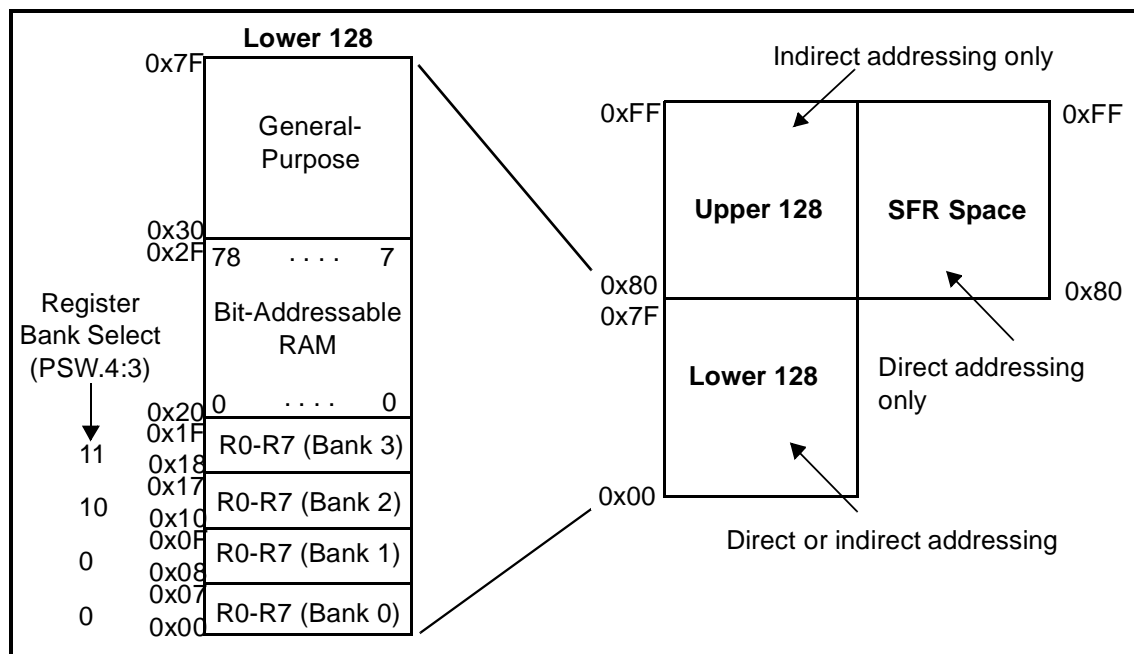 Lower 128
0x7F
General-
Purpose
0x30
0x2F
78 . . . . 7
Bit-Addressable
RAM
0x20
0 . . . . 0
Register
Bank Select
(PSW.4:3)
0x1F
11
R0-R7 (Bank 3)
0x18
0x17
10
R0-R7 (Bank 2)
0x10
0x0F
0
R0-R7 (Bank 1)
0x08
0x07
0
R0-R7 (Bank 0)
0x00
Indirect addressing only
0xFF
0xFF
Upper 128
SFR Space
0x80
0x80
0x7F
Lower 128
Direct addressing
only
0x00
Direct or indirect addressing